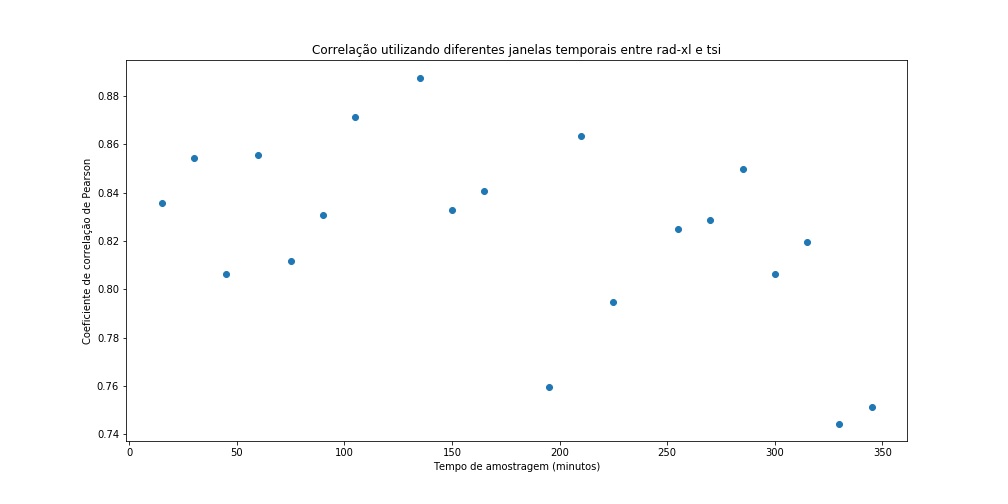 Correlação utilizando diferentes janelas temporais entre rad-xl e tsi
Coeficiente de correlação de Pearson
0.88
0.86
0.84
0.82
0.80
0.78
0.76
0.74
0 50 100 150 200 250 300 350
Tempo de amostragem (minutos)